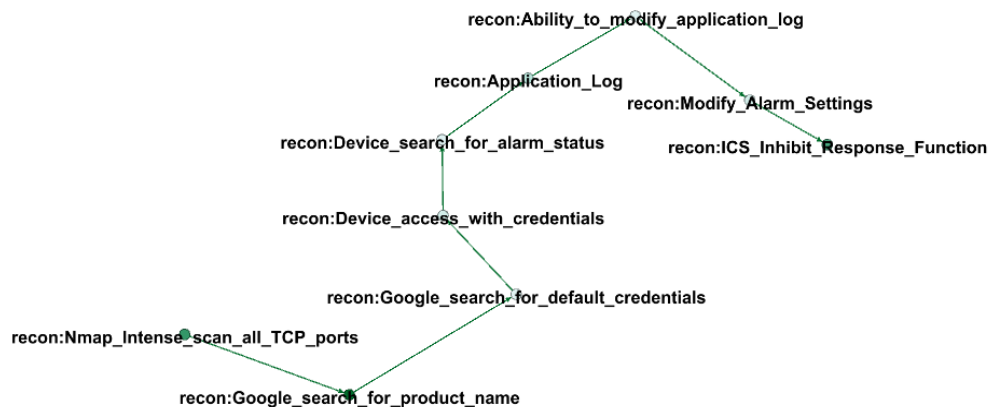 recon:Ability_to_modify_application_log
recon:Application_Log
recon:Modify_Alarm_Settings
recon:Device_search_for_alarm_status
recon:ICS_Inhibit_Response_Function
recon:Device_access_with_credentials
recon:Google_search_for_default_credentials
recon:Nmap_Intense_scan_all_TCP_ports
recon:Google_search_for_product_name